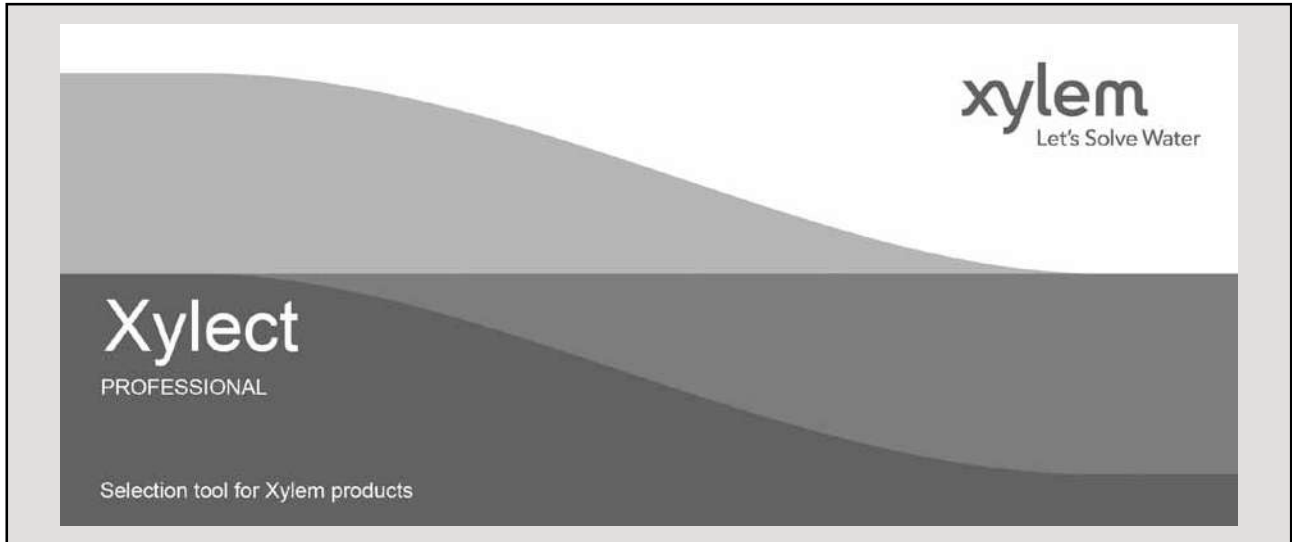 xylem
Let's Solve Water
Xylect
PROFESSIONAL
Selection tool for Xylem products